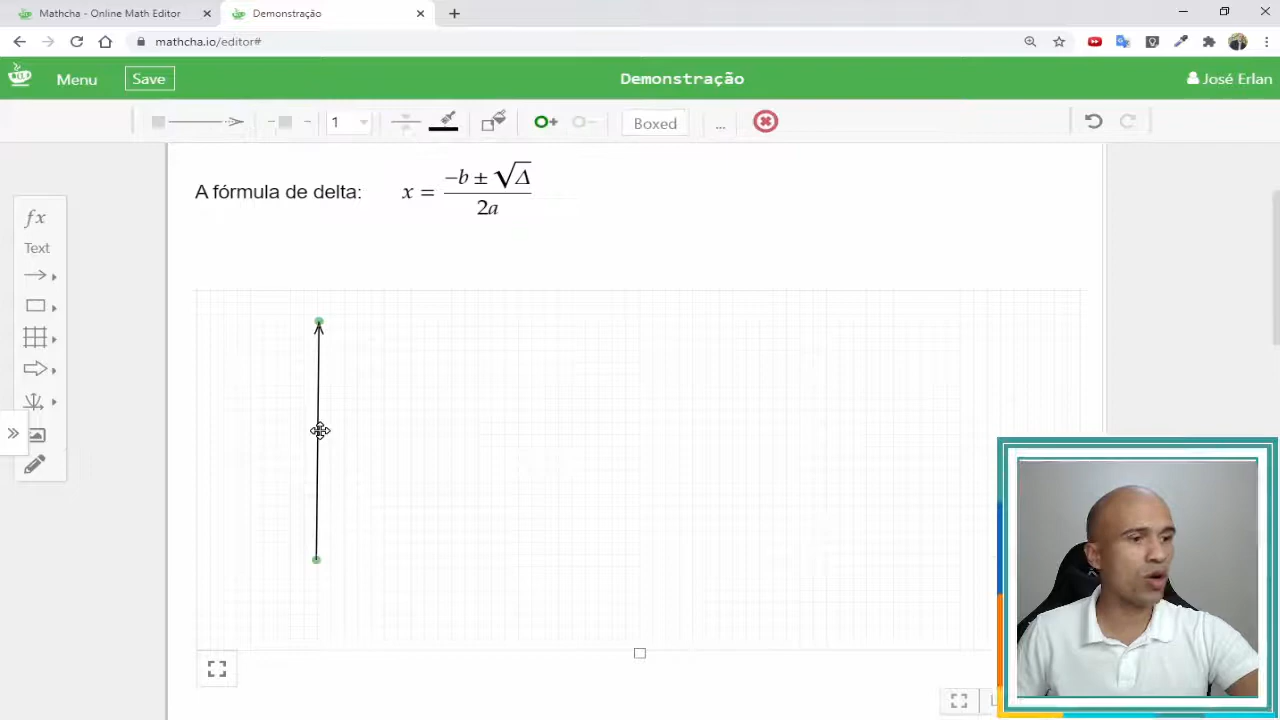 Mathcha - Online Math Editor
Demonstração
mathcha.io/editor#
Menu
Save
Demonstração
José Erlan
1
Boxed
...
A fórmula de delta: x = −b ± √Δ / 2a
fx
Text